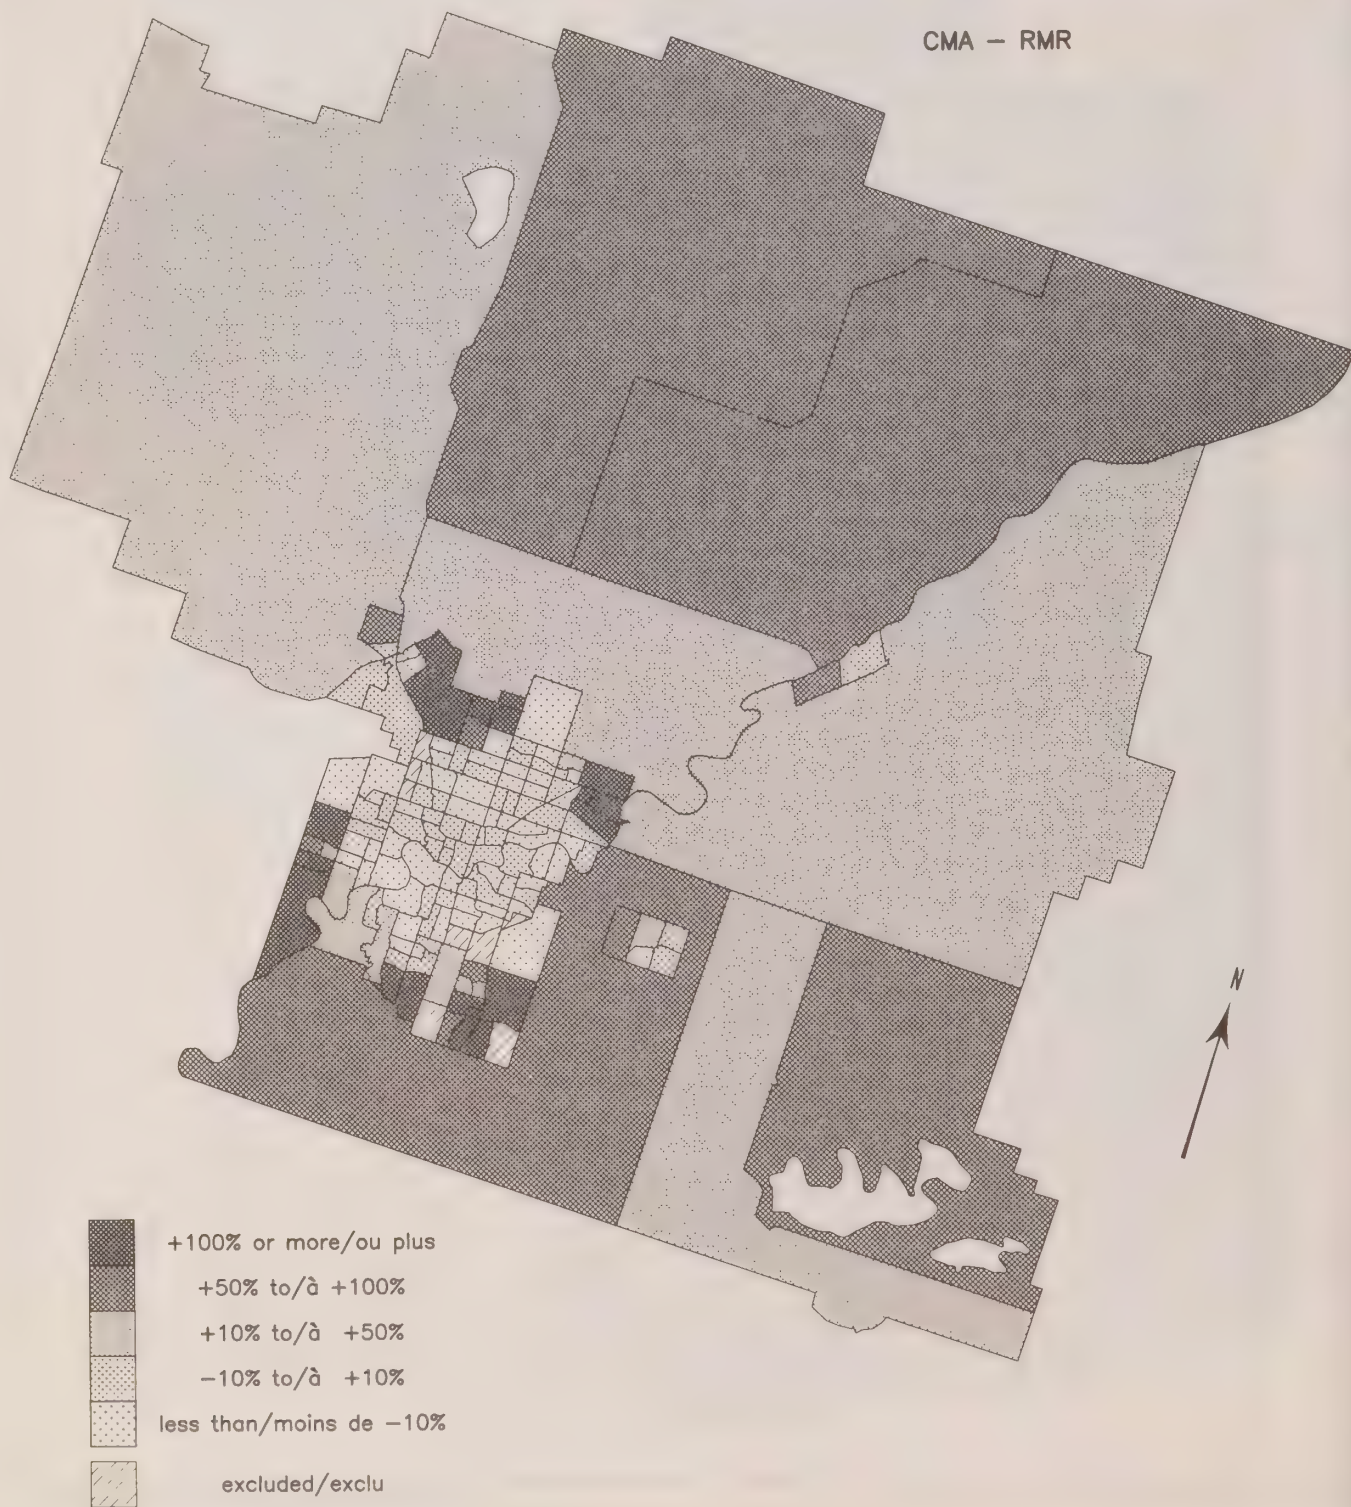 CMA – RMR
N
+100% or more/ou plus
+50% to/à +100%
+10% to/à +50%
−10% to/à +10%
less than/moins de −10%
excluded/exclu